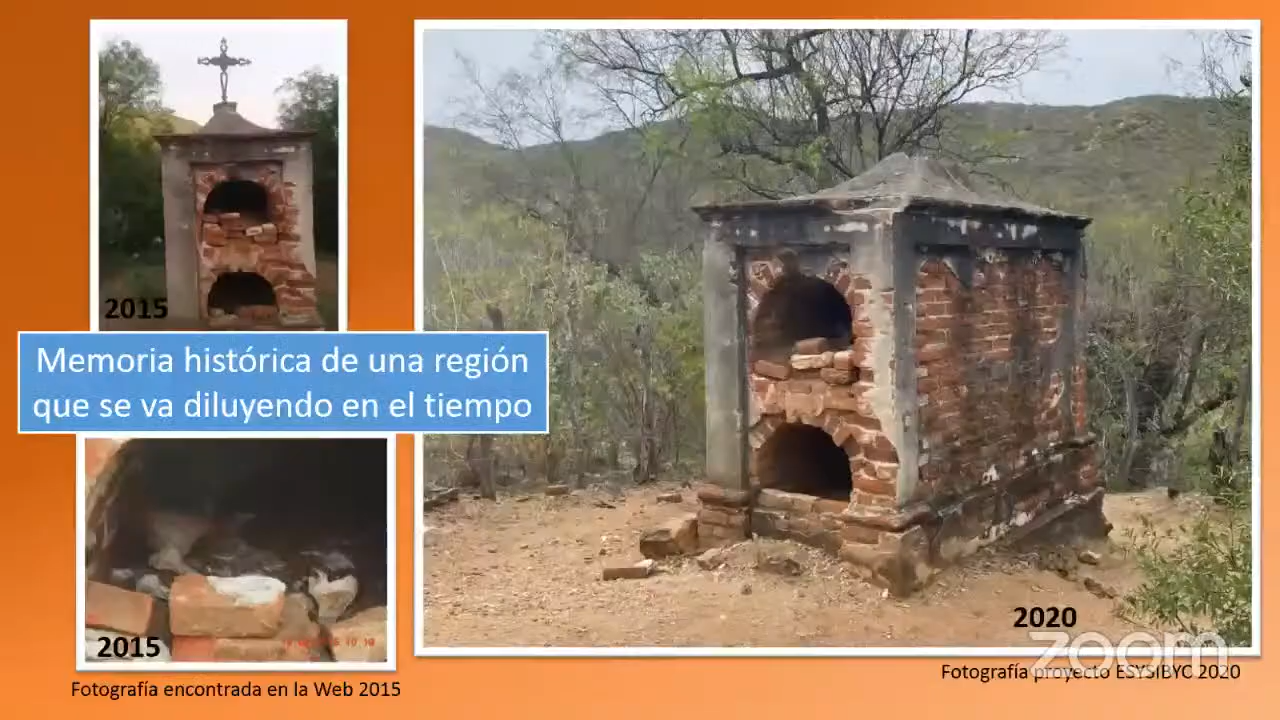 2015
Memoria histórica de una región
que se va diluyendo en el tiempo
2015
Fotografía encontrada en la Web 2015
2020
zoom
Fotografía proyecto ESYSIBYC 2020